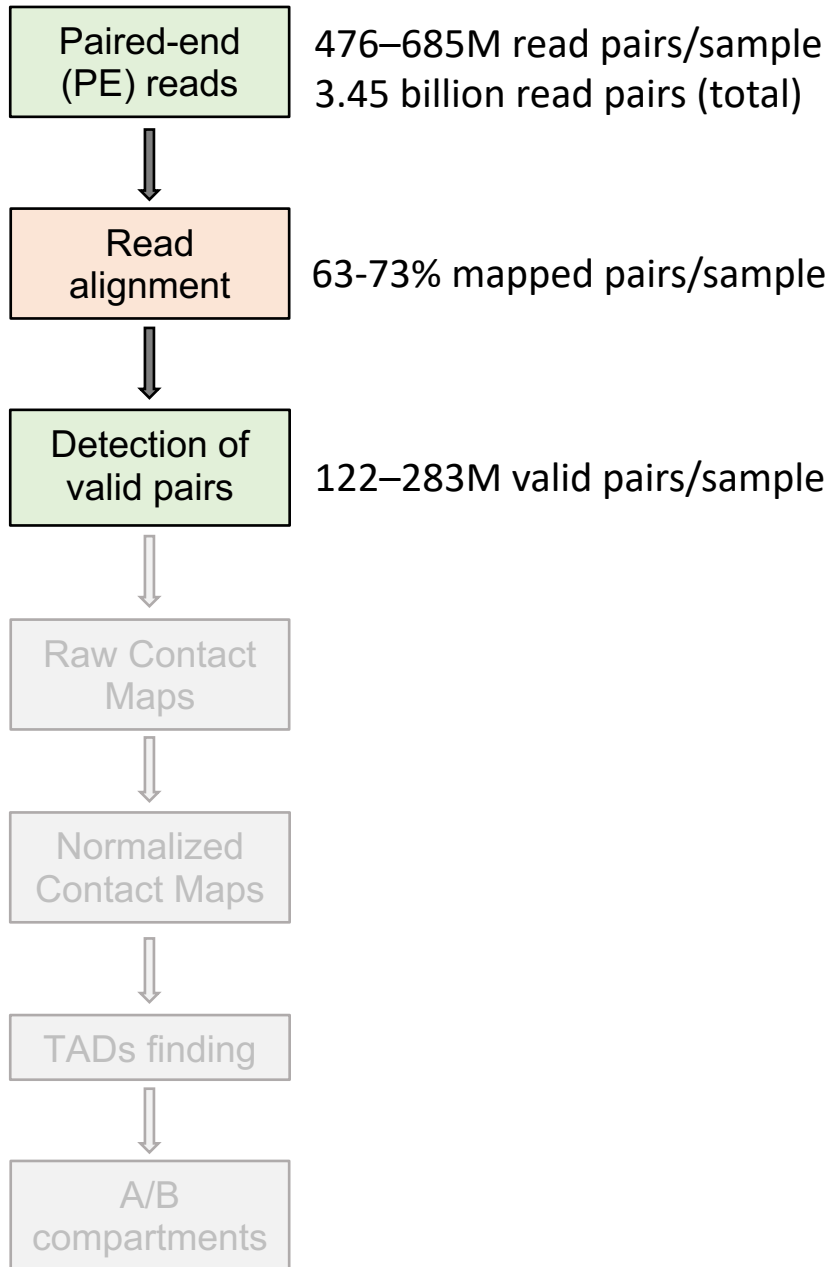 Paired-end
(PE) reads
476–685M read pairs/sample
3.45 billion read pairs (total)
Read
alignment
63-73% mapped pairs/sample
Detection of
valid pairs
122–283M valid pairs/sample
Raw Contact
Maps
Normalized
Contact Maps
TADs finding
A/B
compartments